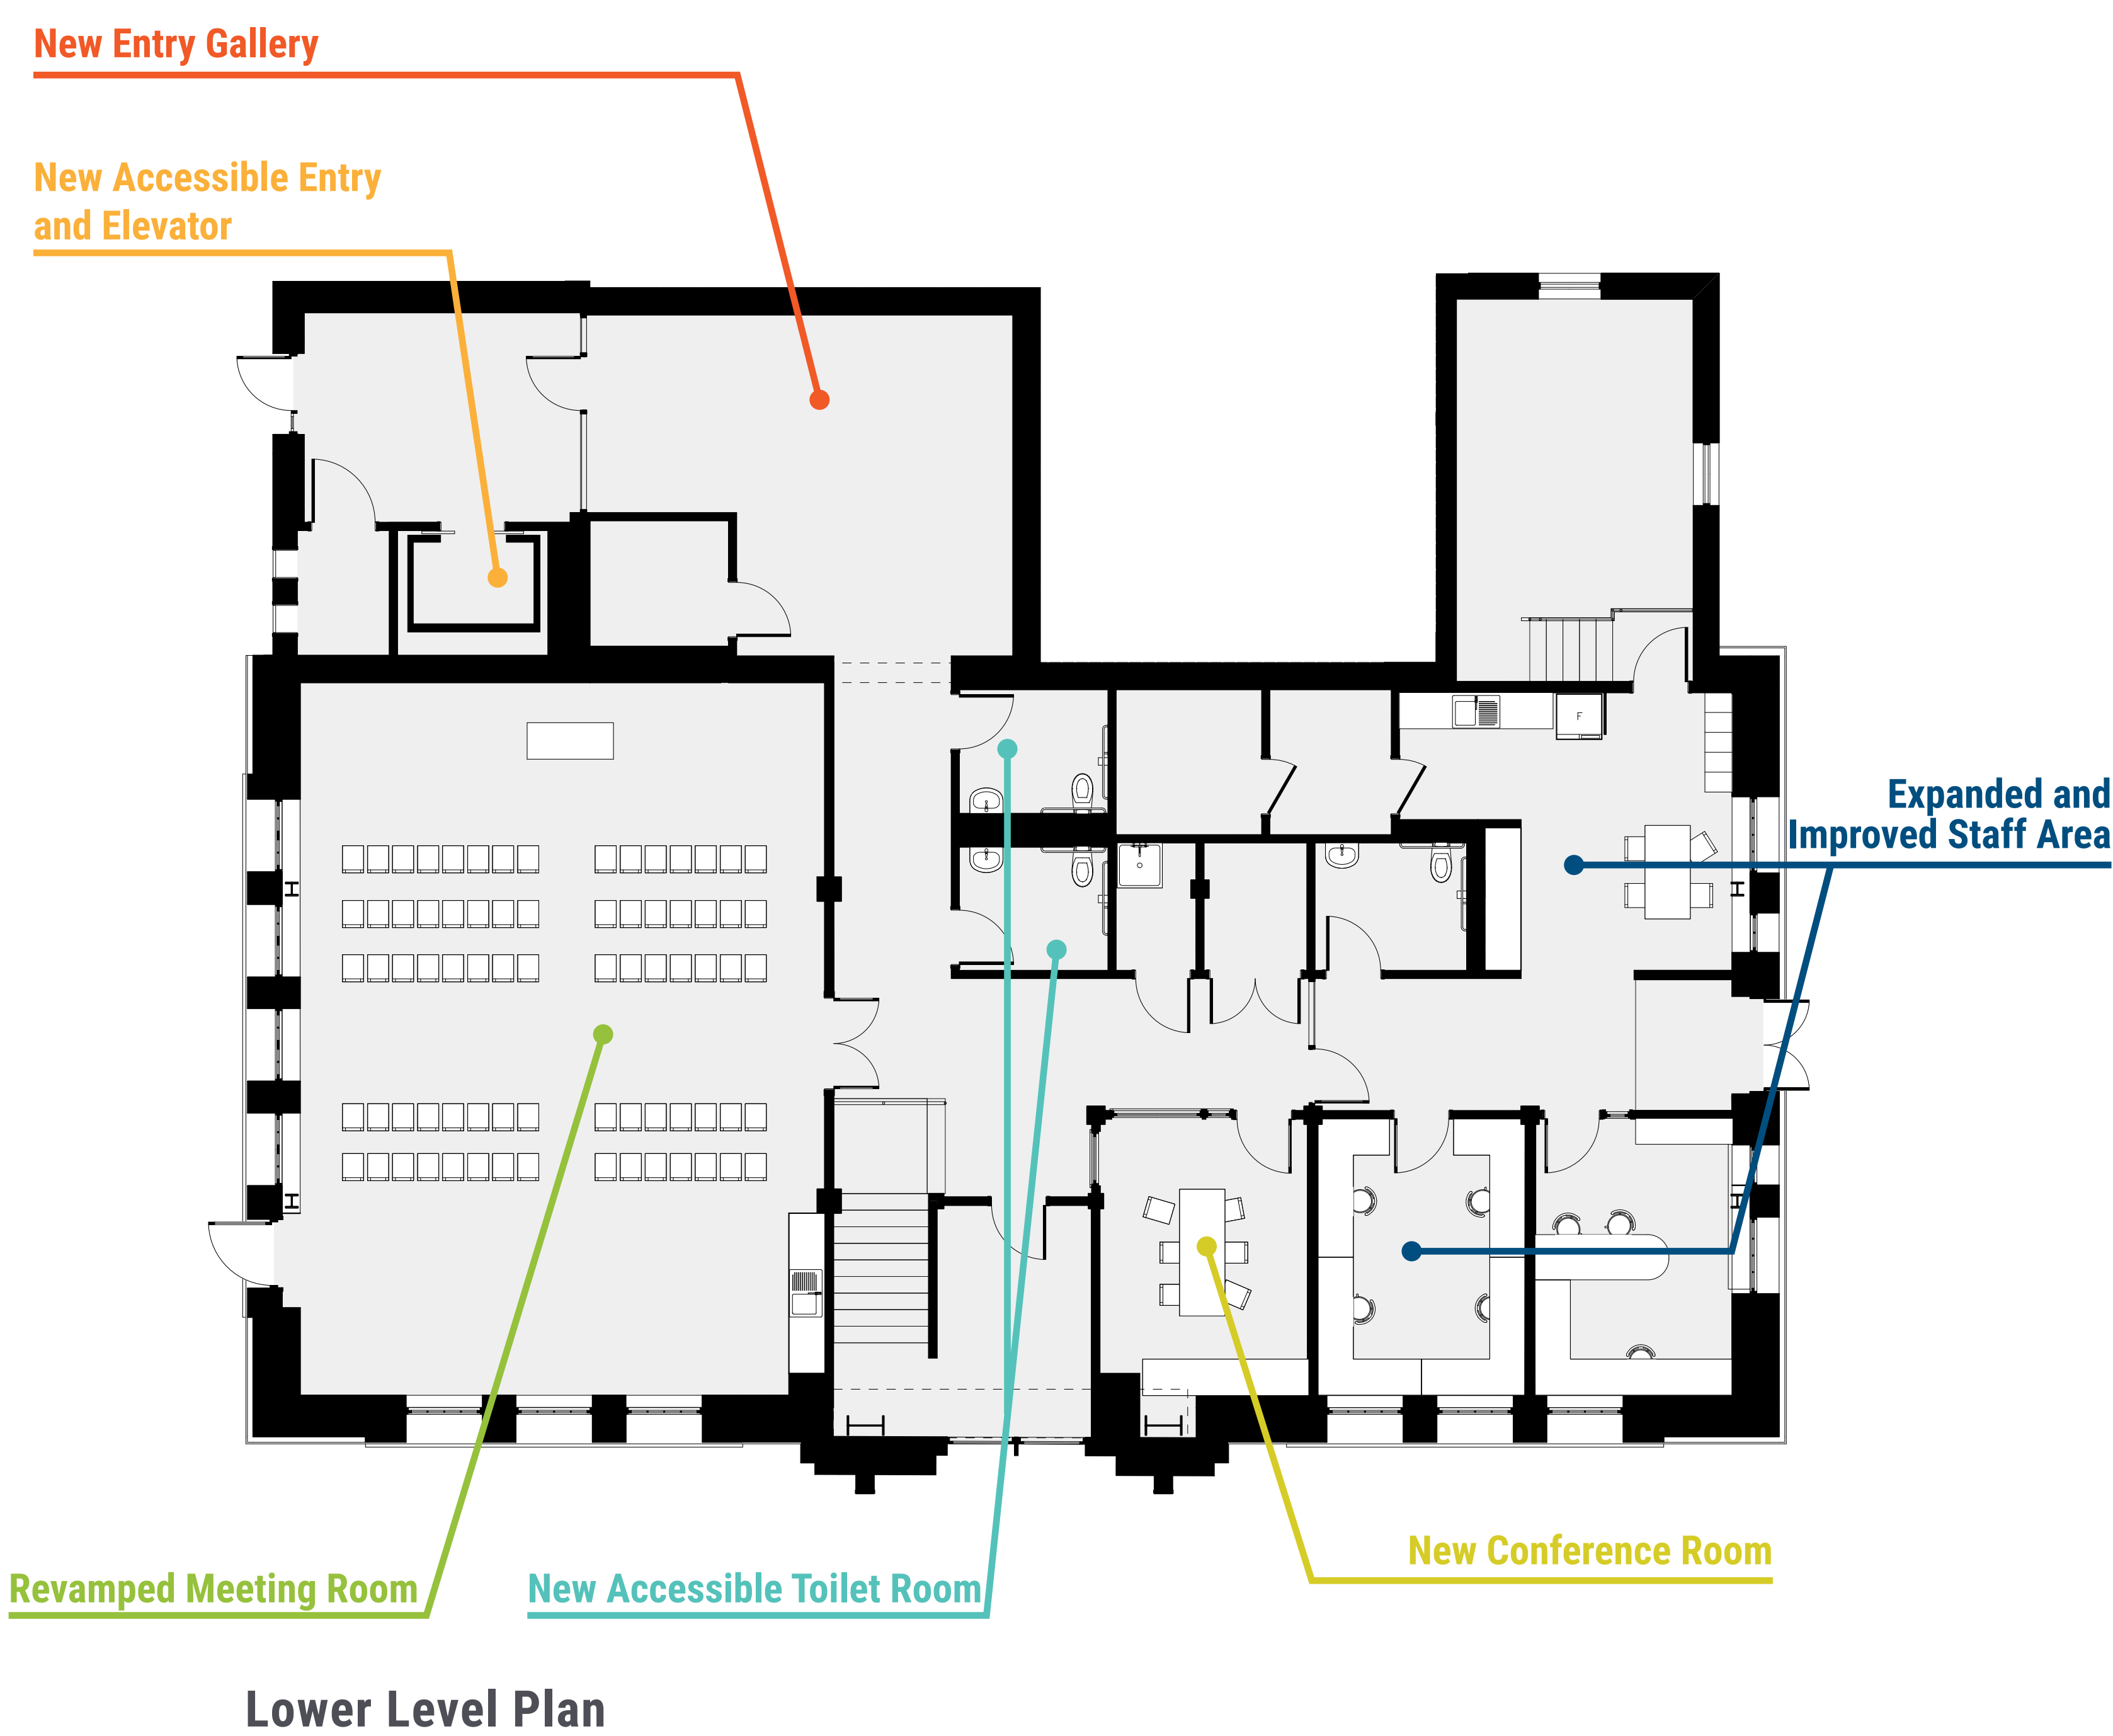 New Entry Gallery
New Accessible Entry
and Elevator
F
Expanded and
Improved Staff Area
New Conference Room
Revamped Meeting Room
New Accessible Toilet Room
Lower Level Plan